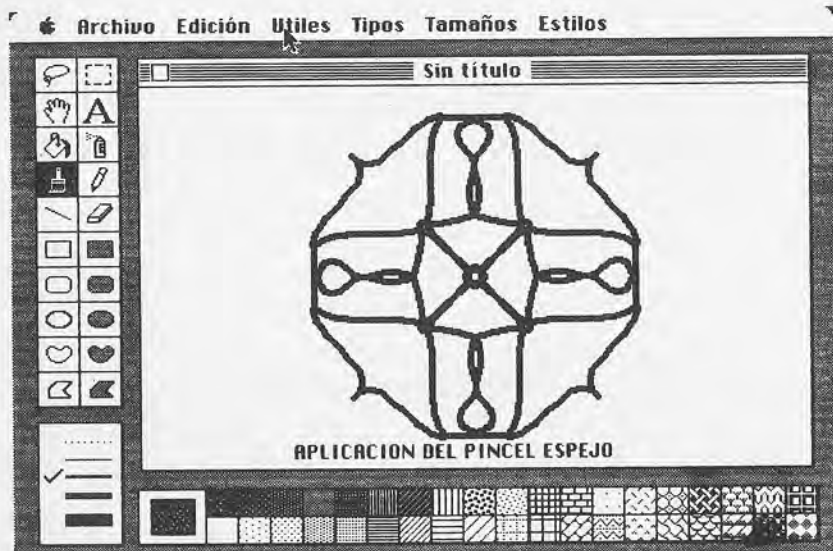 Archivo Edición Utiles Tipos Tamaños Estilos
Sin título
A
APLICACION DEL PINCEL ESPEJO